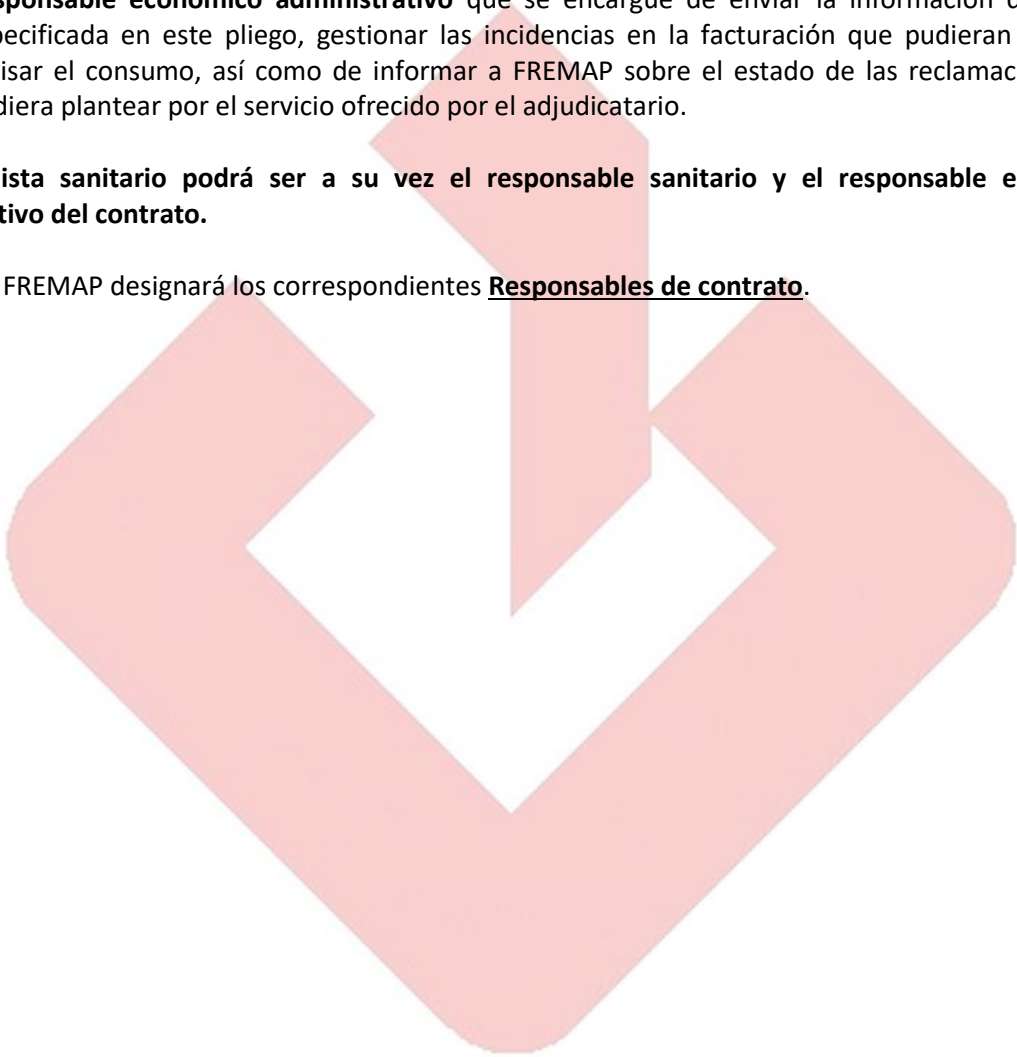 sponsable económico administrativo que se encargue de enviar la información d
pecificada en este pliego, gestionar las incidencias en la facturación que pudieran
isar el consumo, así como de informar a FREMAP sobre el estado de las reclamac
diera plantear por el servicio ofrecido por el adjudicatario.
ista sanitario podrá ser a su vez el responsable sanitario y el responsable e
tivo del contrato.
FREMAP designará los correspondientes Responsables de contrato.